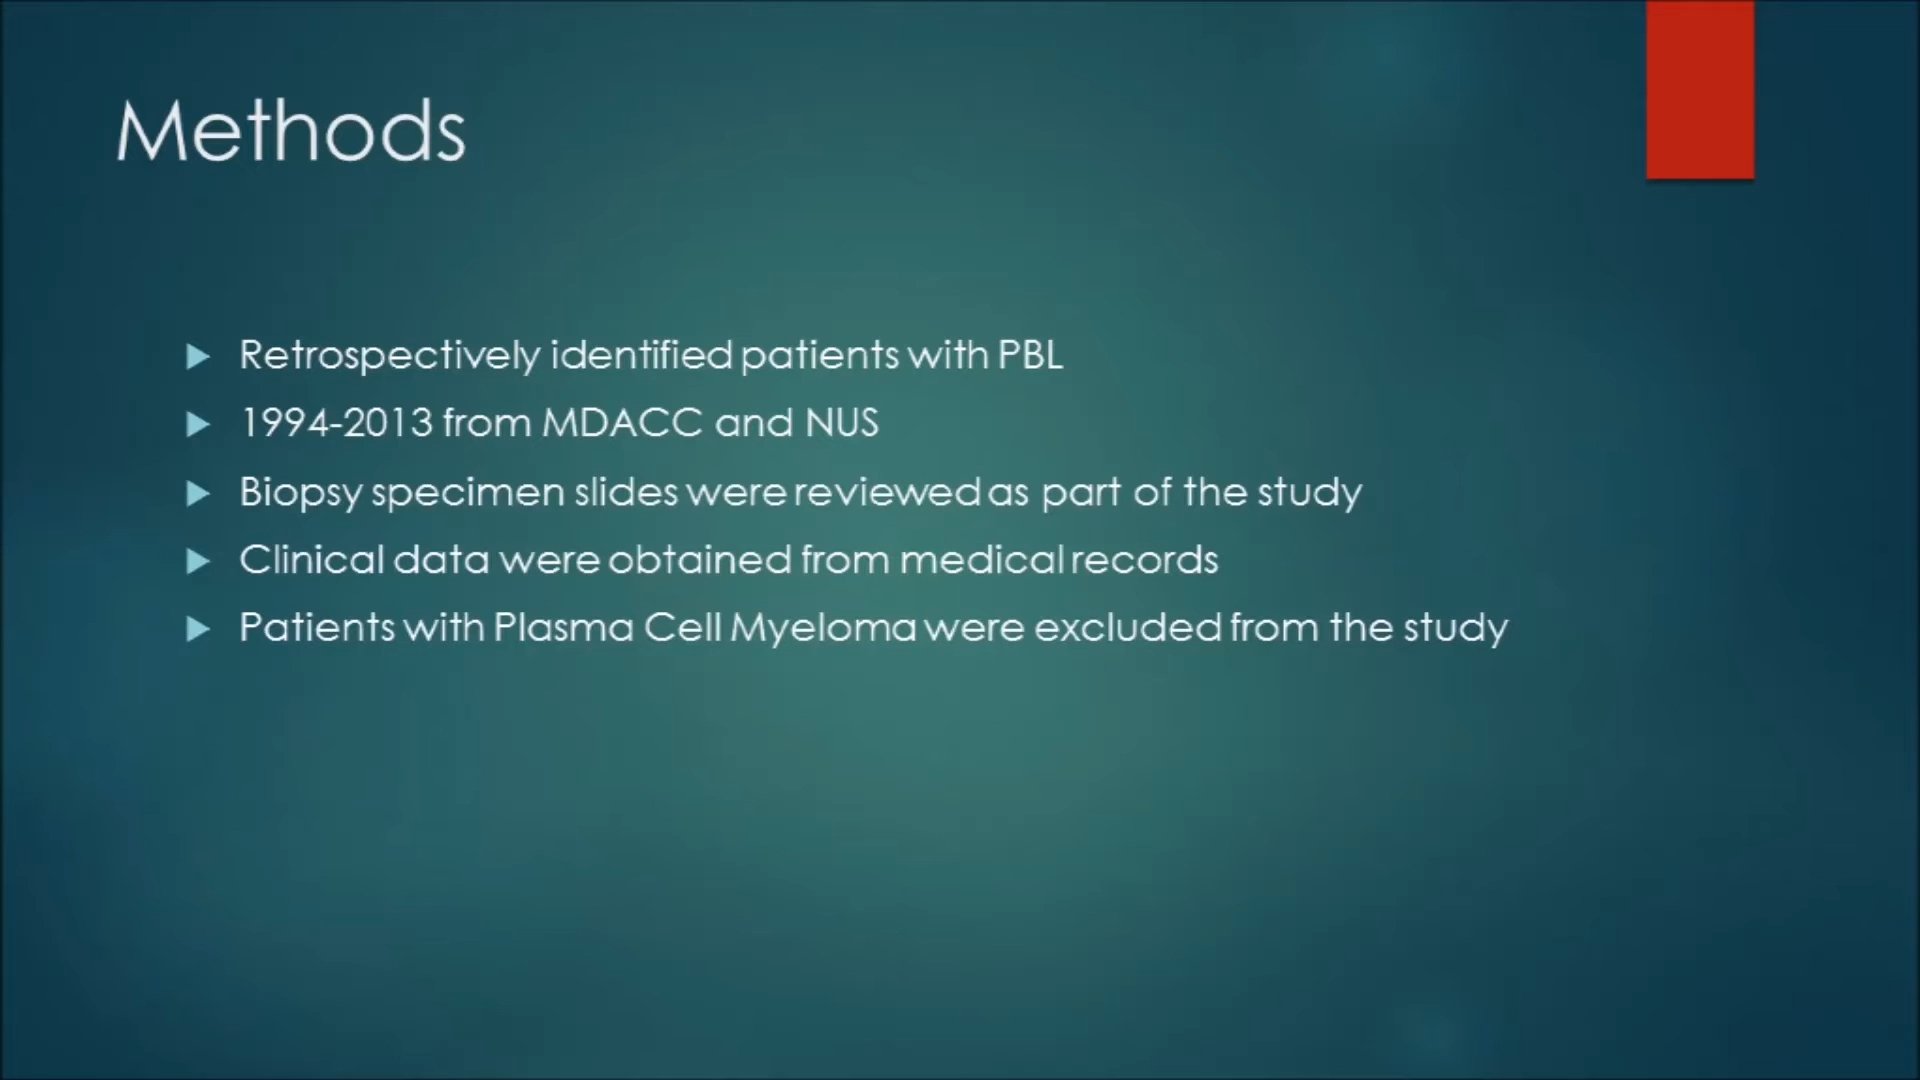 Methods
Retrospectively identified patients with PBL
1994-2013 from MDACC and NUS
Biopsy specimen slides were reviewed as part of the study
Clinical data were obtained from medical records
Patients with Plasma Cell Myeloma were excluded from the study